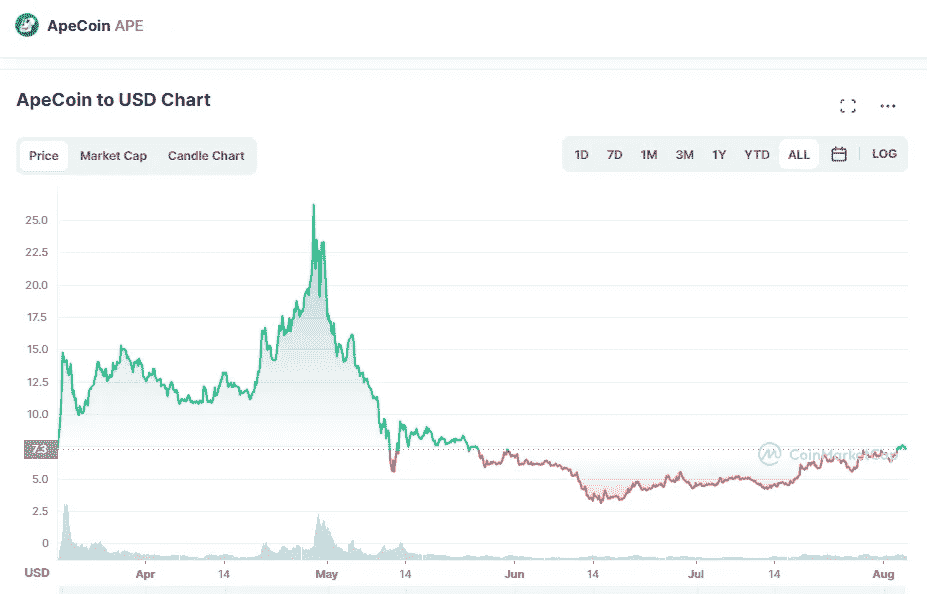 ApeCoin APE
ApeCoin to USD Chart
Price Market Cap Candle Chart
1D 7D 1M 3M 1Y YTD ALL LOG
25.0
22.5
20.0
17.5
15.0
12.5
10.0
5.0
2.5
0
CoinMarketCap
USD Apr 14 May 14 Jun 14 Jul 14 Aug